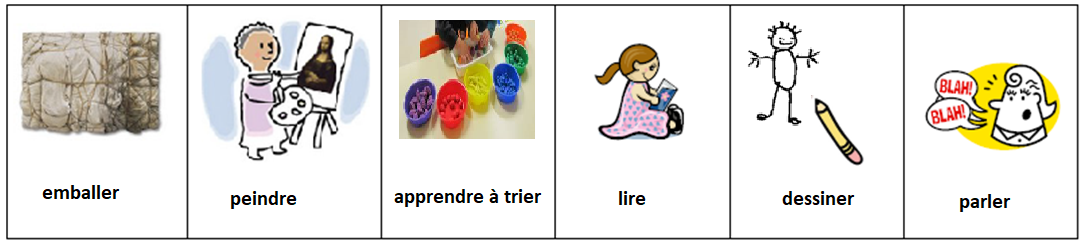 BLAH!
BLAH!
emballer
peindre
apprendre à trier
lire
dessiner
parler